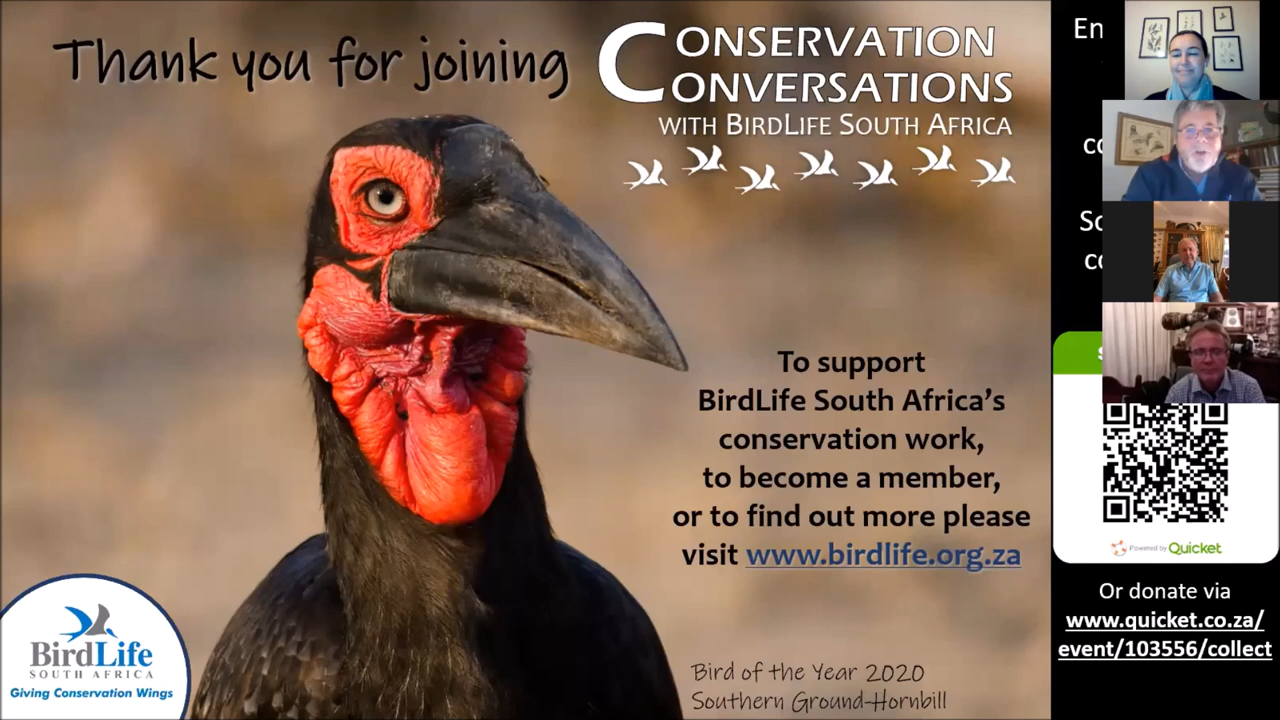 Thank you for joining
CONSERVATION
CONVERSATIONS
WITH BIRDLIFE SOUTH AFRICA
To support
BirdLife South Africa's
conservation work,
to become a member,
or to find out more please
visit www.birdlife.org.za
Bird of the Year 2020
Southern Ground-Hornbill
BirdLife
SOUTH AFRICA
Giving Conservation Wings
Powered by Quicket
Or donate via
www.quicket.co.za/
event/103556/collect